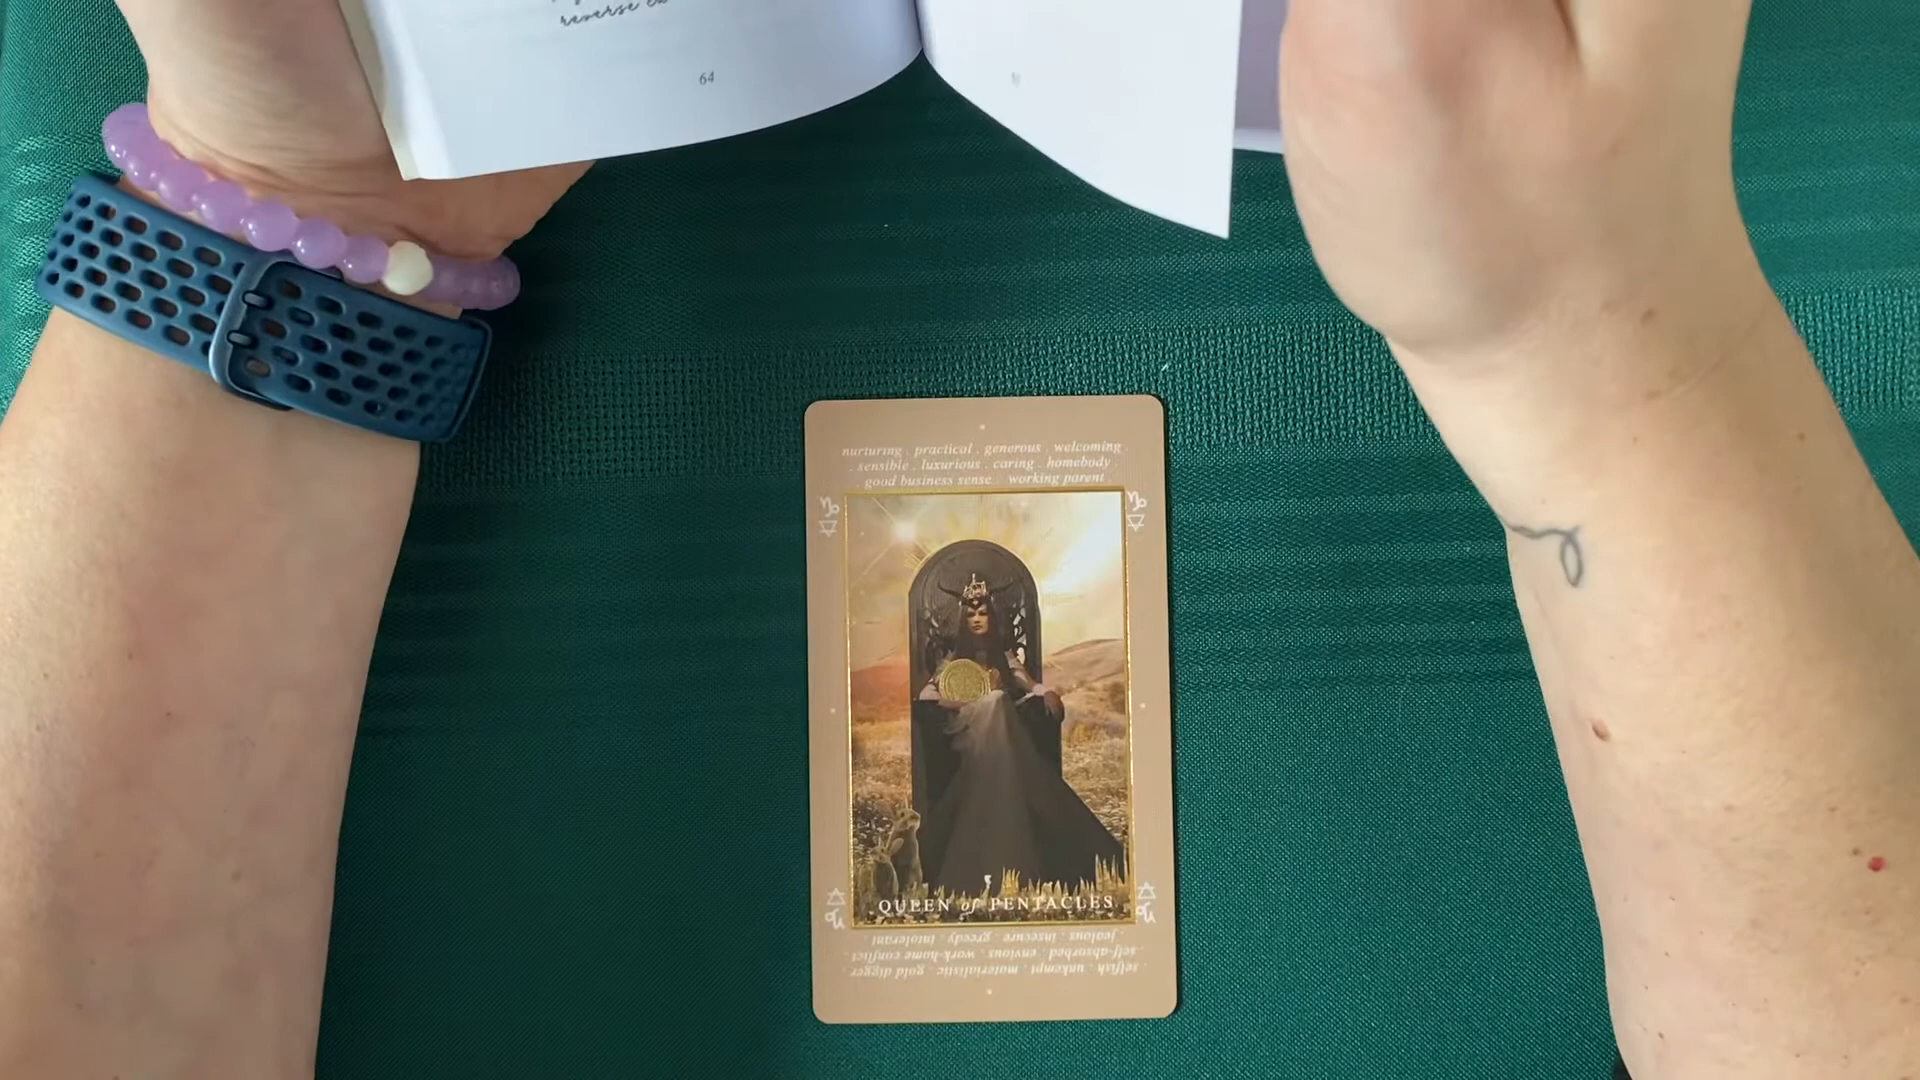 reverse
64
nurturing . practical . generous . welcoming .
. sensible . luxurious . caring . homebody .
. good business sense . working parent
QUEEN of PENTACLES
jealous . insecure . greedy . intolerant .
self-absorbed . envious . work-home conflict .
selfish . unkempt . materialistic . gold digger .